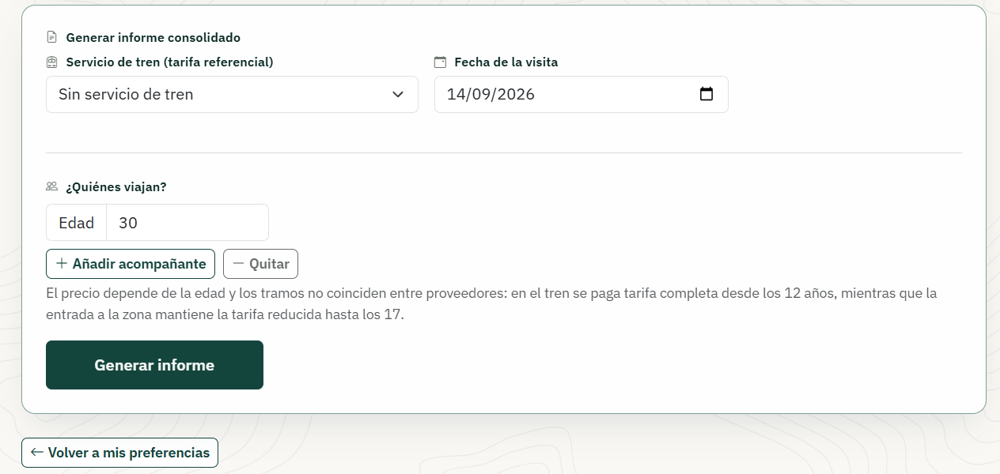 Generar informe consolidado
Servicio de tren (tarifa referencial)
Fecha de la visita
Sin servicio de tren
14/09/2026
¿Quiénes viajan?
Edad
30
+ Añadir acompañante
− Quitar
El precio depende de la edad y los tramos no coinciden entre proveedores: en el tren se paga tarifa completa desde los 12 años, mientras que la
entrada a la zona mantiene la tarifa reducida hasta los 17.
Generar informe
← Volver a mis preferencias